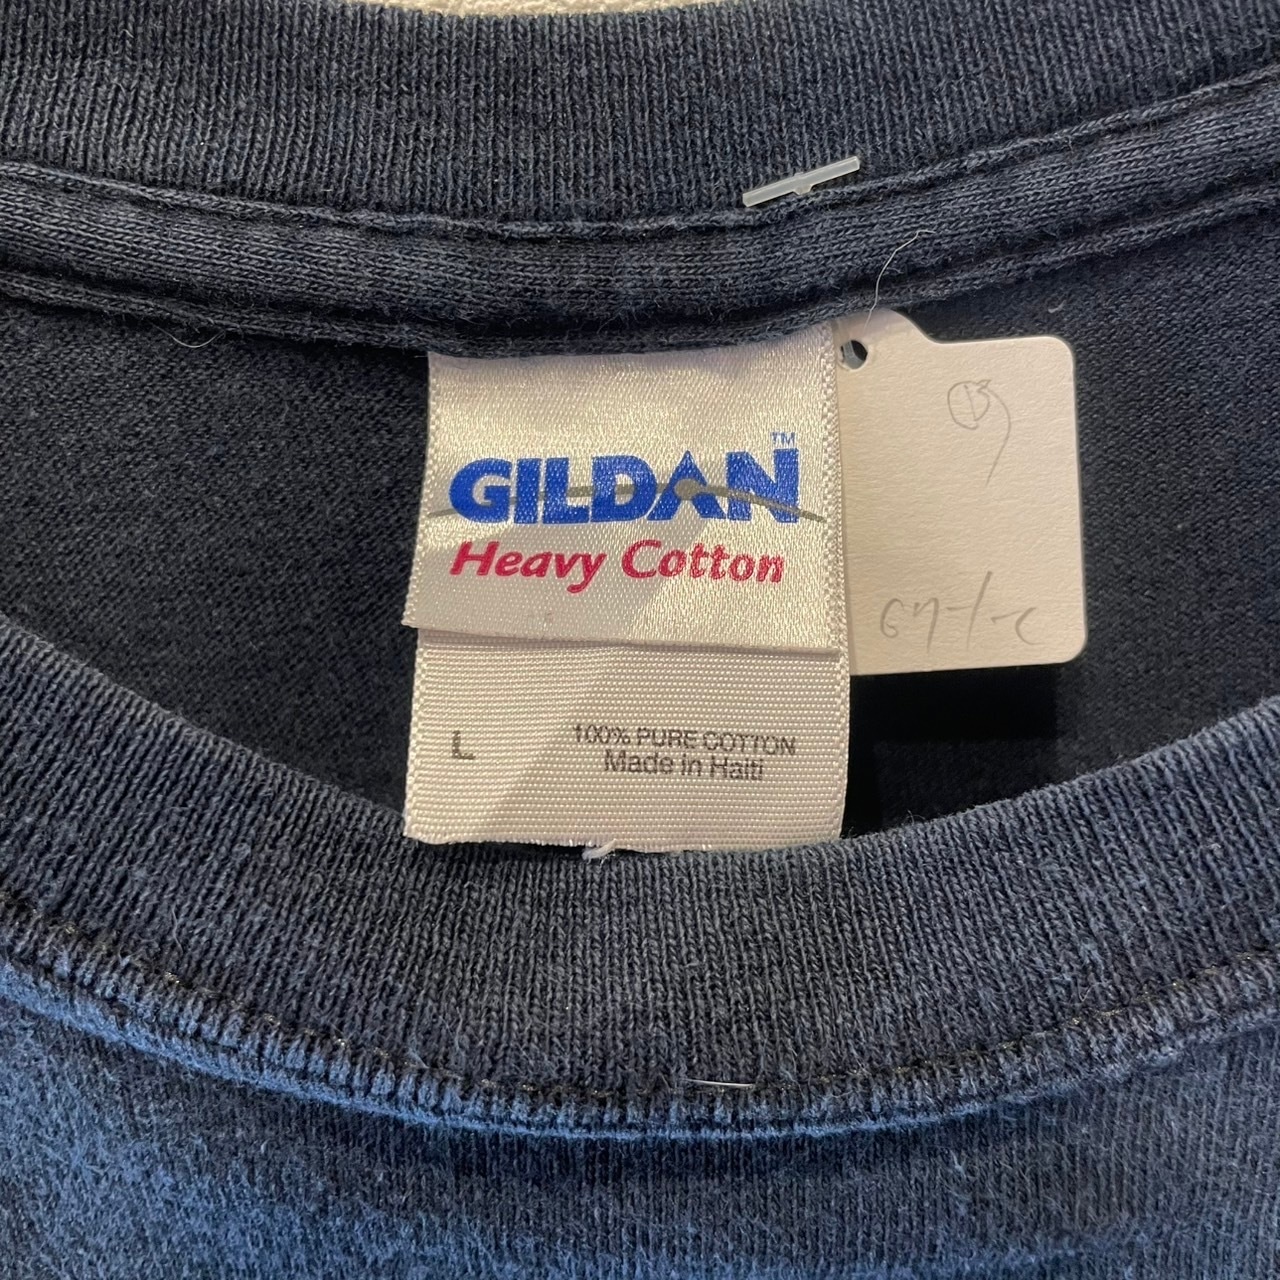 GILDAN™
Heavy Cotton
L
100% PURE COTTON
Made in Haiti